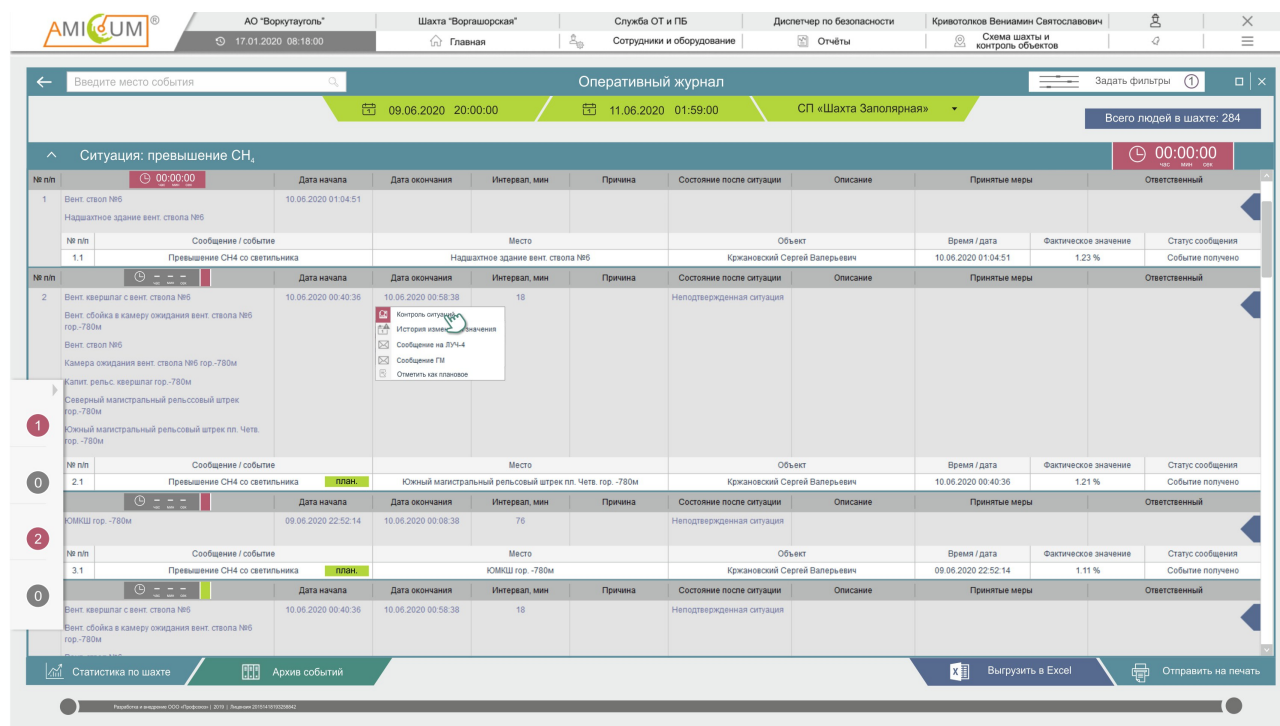 AMICUM®
АО "Воркутауголь"
Шахта "Воргашорская"
Служба ОТ и ПБ
Диспетчер по безопасности
Кривотолков Вениамин Святославович
17.01.2020 08:18:00
Главная
Сотрудники и оборудование
Отчёты
Схема шахты и
контроль объектов
Введите место события
Оперативный журнал
Задать фильтры 1
09.06.2020 20:00:00
11.06.2020 01:59:00
СП «Шахта Заполярная»
Всего людей в шахте: 284
Ситуация: превышение CH4
00:00:00
час мин сек
№ п/п 00:00:00 Дата начала Дата окончания Интервал, мин Причина Состояние после ситуации Описание Принятые меры Ответственный
час мин сек
1 Вент. ствол №6 10.06.2020 01:04:51
Надшахтное здание вент. ствола №6
№ п/п Сообщение / событие Место Объект Время / дата Фактическое значение Статус сообщения
1.1 Превышение CH4 со светильника Надшахтное здание вент. ствола №6 Кржановский Сергей Валерьевич 10.06.2020 01:04:51 1.23 % Событие получено
№ п/п – – – Дата начала Дата окончания Интервал, мин Причина Состояние после ситуации Описание Принятые меры Ответственный
час мин сек
2 Вент. квершлаг с вент. ствола №6 10.06.2020 00:40:36 10.06.2020 00:58:38 18 Неподтвержденная ситуация
Вент. сбойка в камеру ожидания вент. ствола №6
гор.-780м
Вент. ствол №6
Камера ожидания вент. ствола №6 гор.-780м
Капит. рельс. квершлаг гор.-780м
Северный магистральный рельссовый штрек
гор.-780м
Южный магистральный рельсовый штрек пл. Четв.
гор. -780м
Контроль ситуации
История измен значения
Сообщение на ЛУЧ-4
Сообщение ГМ
Отметить как плановое
1
0
2
0
№ п/п Сообщение / событие Место Объект Время / дата Фактическое значение Статус сообщения
2.1 Превышение CH4 со светильника план. Южный магистральный рельсовый штрек пл. Четв. гор. -780м Кржановский Сергей Валерьевич 10.06.2020 00:40:36 1.21 % Событие получено
– – – Дата начала Дата окончания Интервал, мин Причина Состояние после ситуации Описание Принятые меры Ответственный
час мин сек
ЮМКШ гор. -780м 09.06.2020 22:52:14 10.06.2020 00:08:38 76 Неподтвержденная ситуация
№ п/п Сообщение / событие Место Объект Время / дата Фактическое значение Статус сообщения
3.1 Превышение CH4 со светильника план. ЮМКШ гор. -780м Кржановский Сергей Валерьевич 09.06.2020 22:52:14 1.11 % Событие получено
– – – Дата начала Дата окончания Интервал, мин Причина Состояние после ситуации Описание Принятые меры Ответственный
час мин сек
Вент. квершлаг с вент. ствола №6 10.06.2020 00:40:36 10.06.2020 00:58:38 18 Неподтвержденная ситуация
Вент. сбойка в камеру ожидания вент. ствола №6
гор.-780м
Статистика по шахте
Архив событий
Выгрузить в Excel
Отправить на печать
Разработка и внедрение ООО «Профсоюз» | 2019 | Лицензия